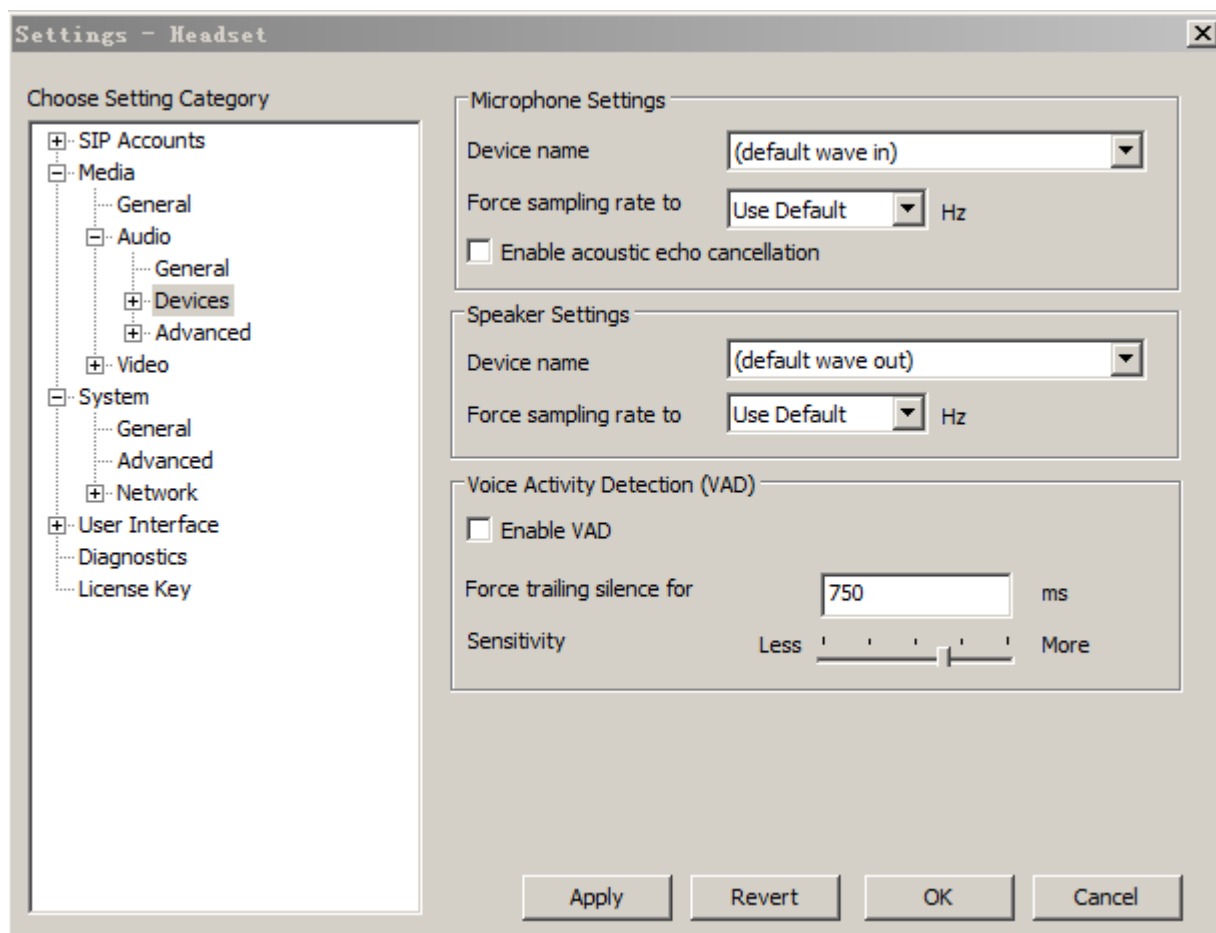 Settings - Headset
Choose Setting Category
SIP Accounts
Media
General
Audio
General
Devices
Advanced
Video
System
General
Advanced
Network
User Interface
Diagnostics
License Key
Microphone Settings
Device name (default wave in)
Force sampling rate to Use Default Hz
Enable acoustic echo cancellation
Speaker Settings
Device name (default wave out)
Force sampling rate to Use Default Hz
Voice Activity Detection (VAD)
Enable VAD
Force trailing silence for 750 ms
Sensitivity Less More
Apply Revert OK Cancel